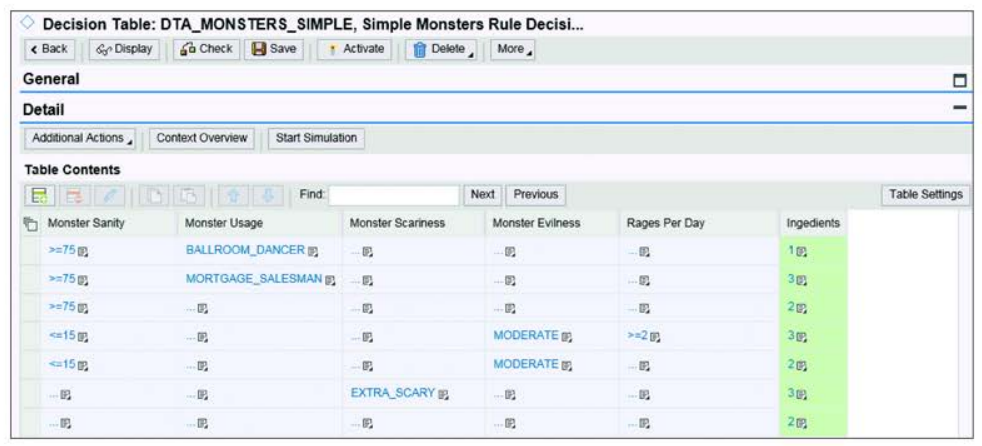 Decision Table: DTA_MONSTERS_SIMPLE, Simple Monsters Rule Decisi...
Back Display Check Save Activate Delete More
General
Detail
Additional Actions Context Overview Start Simulation
Table Contents
Find: Next Previous Table Settings
Monster Sanity Monster Usage Monster Scariness Monster Evilness Rages Per Day Ingedients
>=75 BALLROOM_DANCER ... ... ... 1
>=75 MORTGAGE_SALESMAN ... ... ... 3
>=75 ... ... ... ... 2
<=15 ... ... MODERATE >=2 3
<=15 ... ... MODERATE ... 2
... ... EXTRA_SCARY ... ... 3
... ... ... ... ... 2